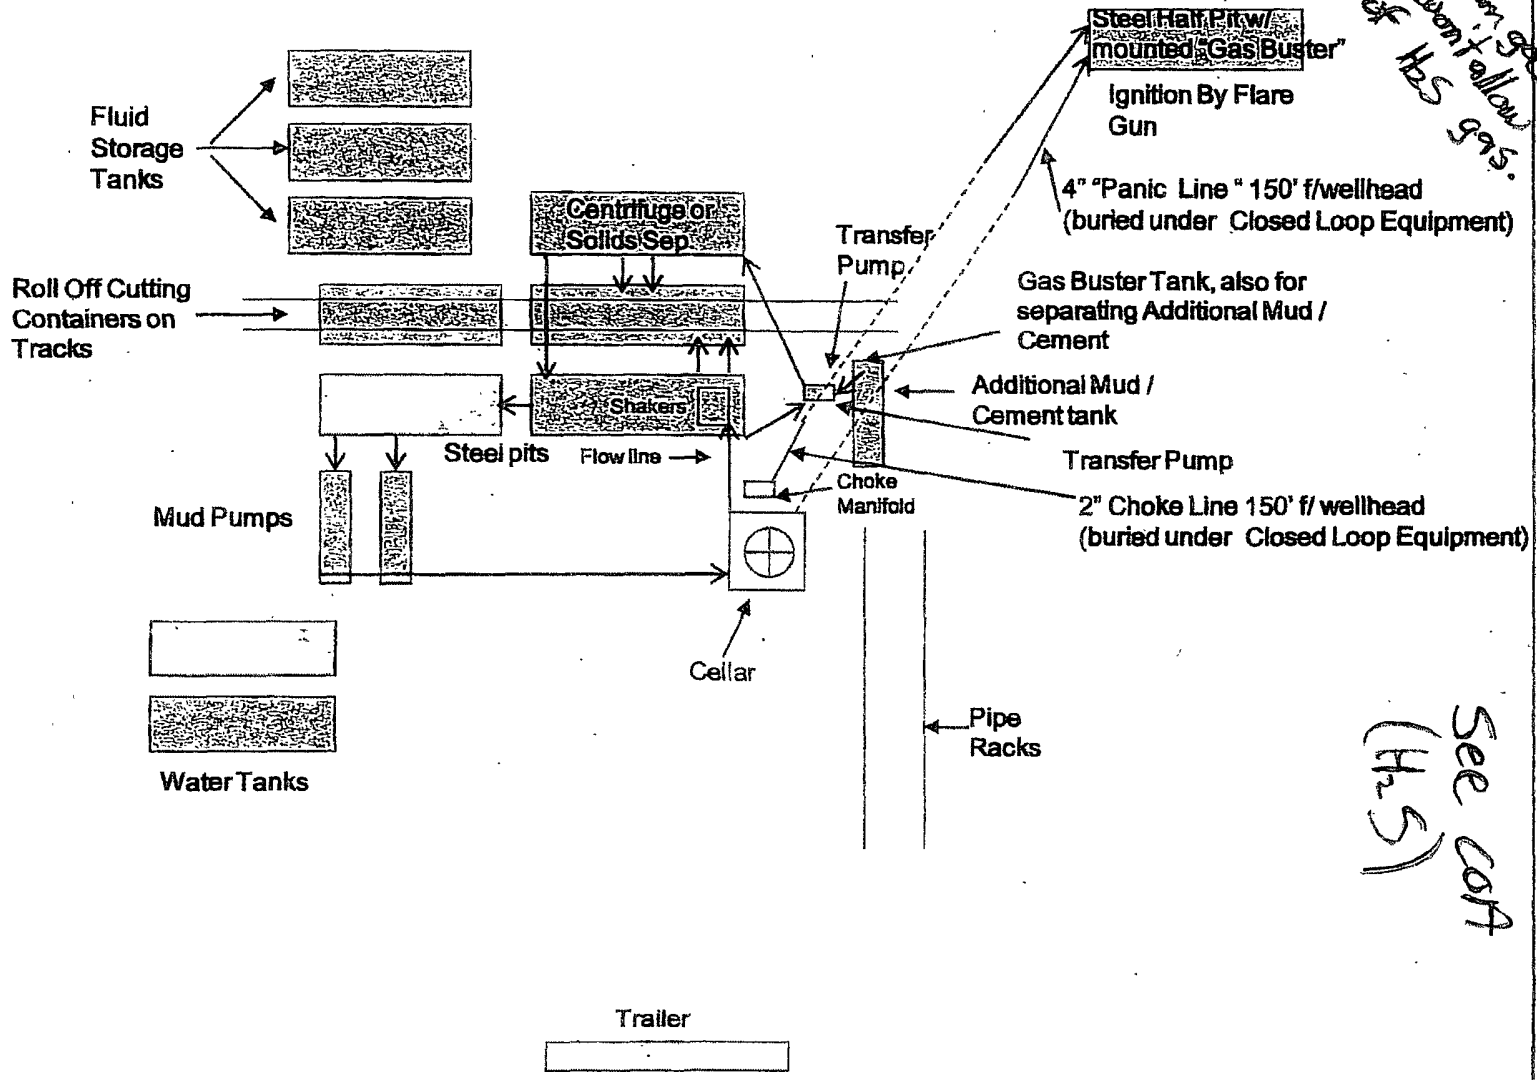 Steel Half Pit w/
mounted "Gas Buster"
Ignition By Flare
Gun
allow
of H2S gas.
Fluid
Storage
Tanks
4" "Panic Line " 150' f/wellhead
(buried under Closed Loop Equipment)
Centrifuge or
Solids Sep
Transfer
Pump
Roll Off Cutting
Containers on
Tracks
Gas Buster Tank, also for
separating Additional Mud /
Cement
Additional Mud /
Cement tank
Shakers
Steel pits
Flow line
Transfer Pump
Choke
Manifold
2" Choke Line 150' f/ wellhead
(buried under Closed Loop Equipment)
Mud Pumps
Cellar
Pipe
Racks
Water Tanks
See COA
(H2S)
Trailer